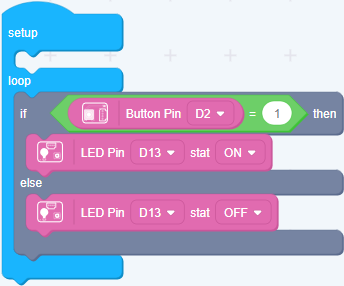 setup
loop
if Button Pin D2 = 1 then
LED Pin D13 stat ON
else
LED Pin D13 stat OFF